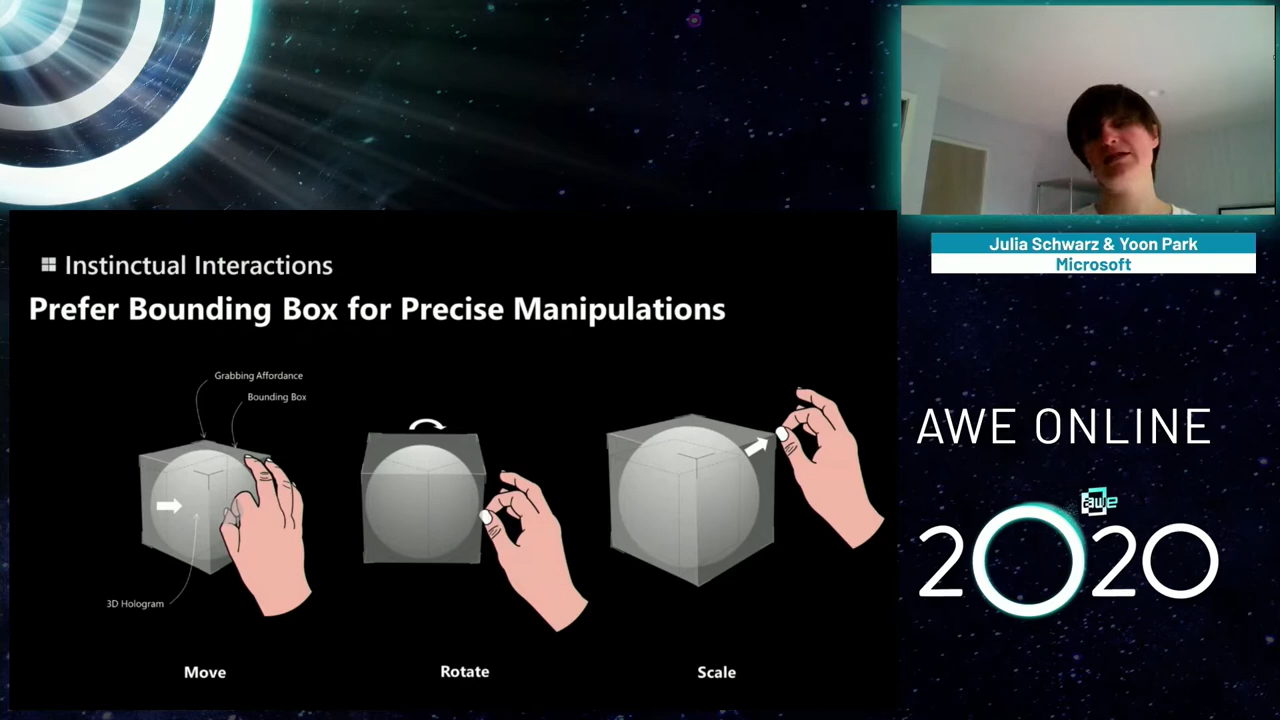 Julia Schwarz & Yoon Park
Microsoft
Instinctual Interactions
Prefer Bounding Box for Precise Manipulations
Grabbing Affordance
Bounding Box
3D Hologram
Move
Rotate
Scale
AWE ONLINE
awe
2020